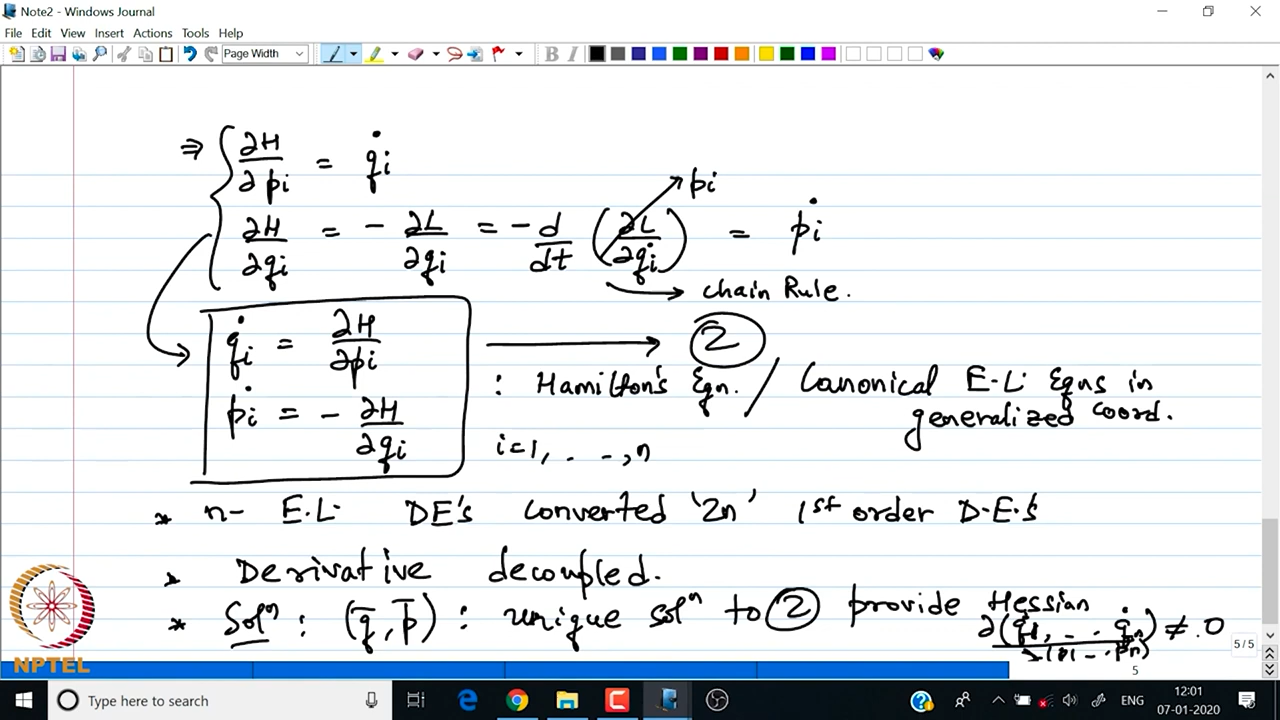 Note2 - Windows Journal
File Edit View Insert Actions Tools Help
Page Width
B I
⇒ { ∂H/∂pi = q̇i
∂H/∂qi = - ∂L/∂qi = - d/dt (∂L/∂q̇i) = ṗi
pi
chain Rule.
q̇i = ∂H/∂pi
ṗi = - ∂H/∂qi
2
: Hamilton's Eqn. / Canonical E-L. Eqns in
generalized coord.
i=1, . . ., n
* n- E.L. DE's converted '2n' 1st order D.E.s
* Derivative decoupled.
* Soln : (q̄, p̄) : unique soln to 2 provide Hessian
∂(q̇1, . . . q̇n)/∂(p1 ... pn) ≠ 0
NPTEL
5 / 5
5
Type here to search
ENG
12:01
07-01-2020